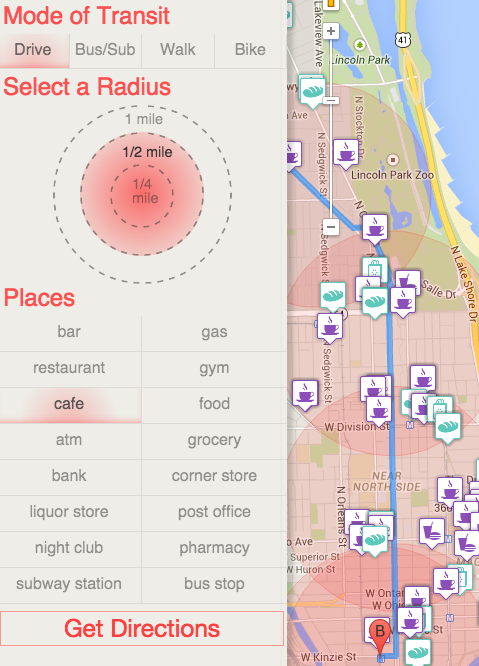 Mode of Transit
Drive Bus/Sub Walk Bike
Select a Radius
1 mile
1/2 mile
1/4
mile
Places
bar gas
restaurant gym
cafe food
atm grocery
bank corner store
liquor store post office
night club pharmacy
subway station bus stop
Get Directions
Lakeview Ave
41
Lincoln Park
N Stockton Dr
N Sedgwick St
Lincoln Park Zoo
N Sedgwick St
N Lake Shore Dr
Salle Dr
N Sedgwick St
W Division St
M
NEAR
NORTH SIDE
N Orleans St
360
M
Superior St
W Huron St
W Ontar
W Ohio
B
W Kinzie St